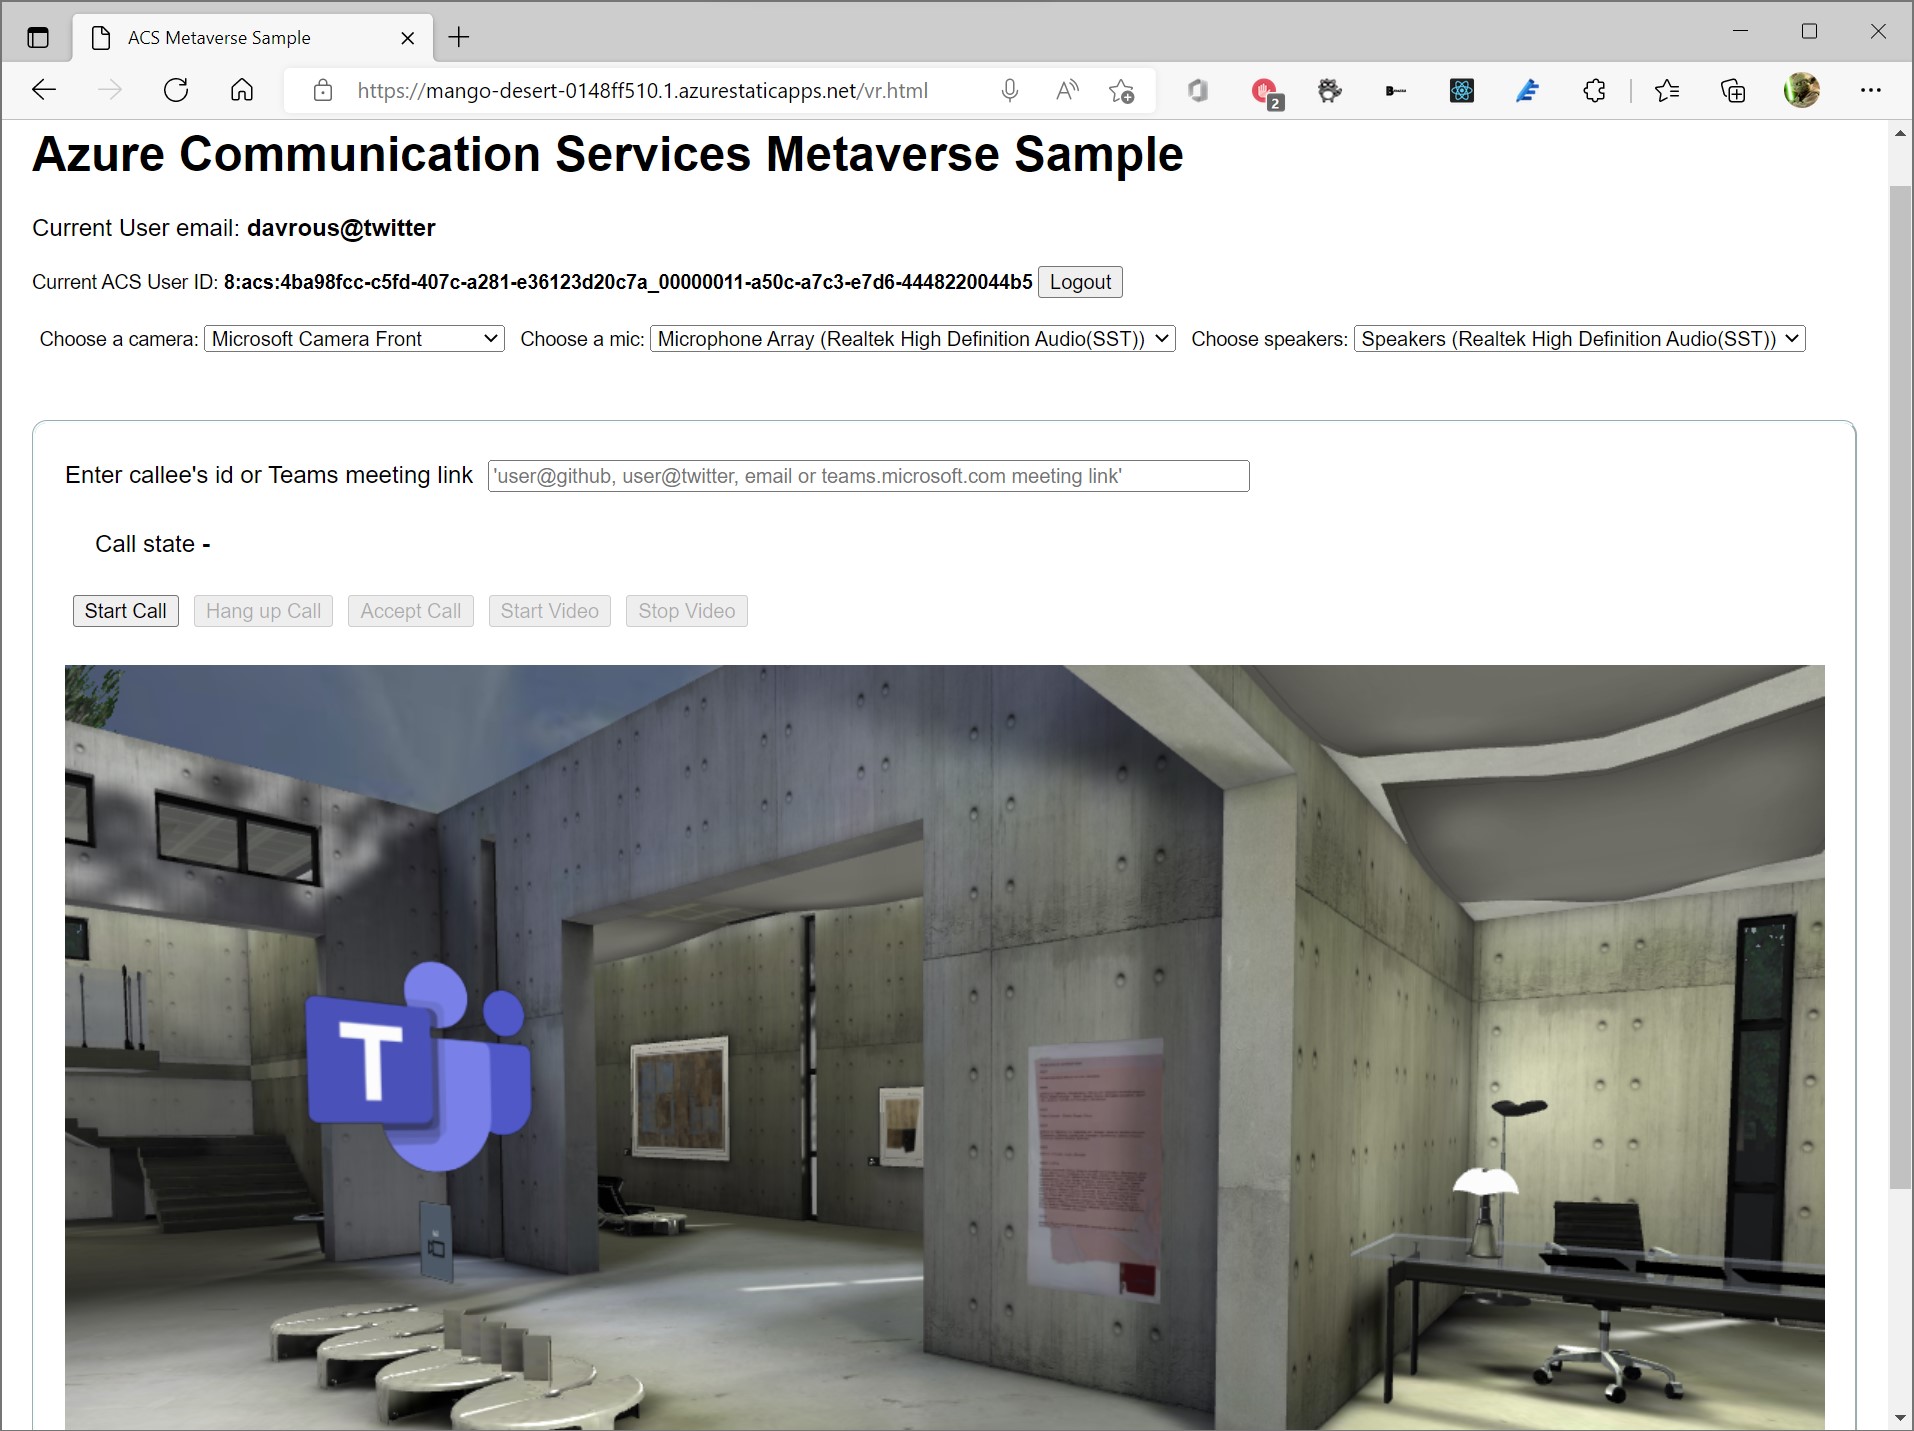 ACS Metaverse Sample
https://mango-desert-0148ff510.1.azurestaticapps.net/vr.html
2
Azure Communication Services Metaverse Sample
Current User email: davrous@twitter
Current ACS User ID: 8:acs:4ba98fcc-c5fd-407c-a281-e36123d20c7a_00000011-a50c-a7c3-e7d6-4448220044b5 Logout
Choose a camera: Microsoft Camera Front Choose a mic: Microphone Array (Realtek High Definition Audio(SST)) Choose speakers: Speakers (Realtek High Definition Audio(SST))
Enter callee's id or Teams meeting link 'user@github, user@twitter, email or teams.microsoft.com meeting link'
Call state -
Start Call Hang up Call Accept Call Start Video Stop Video
T